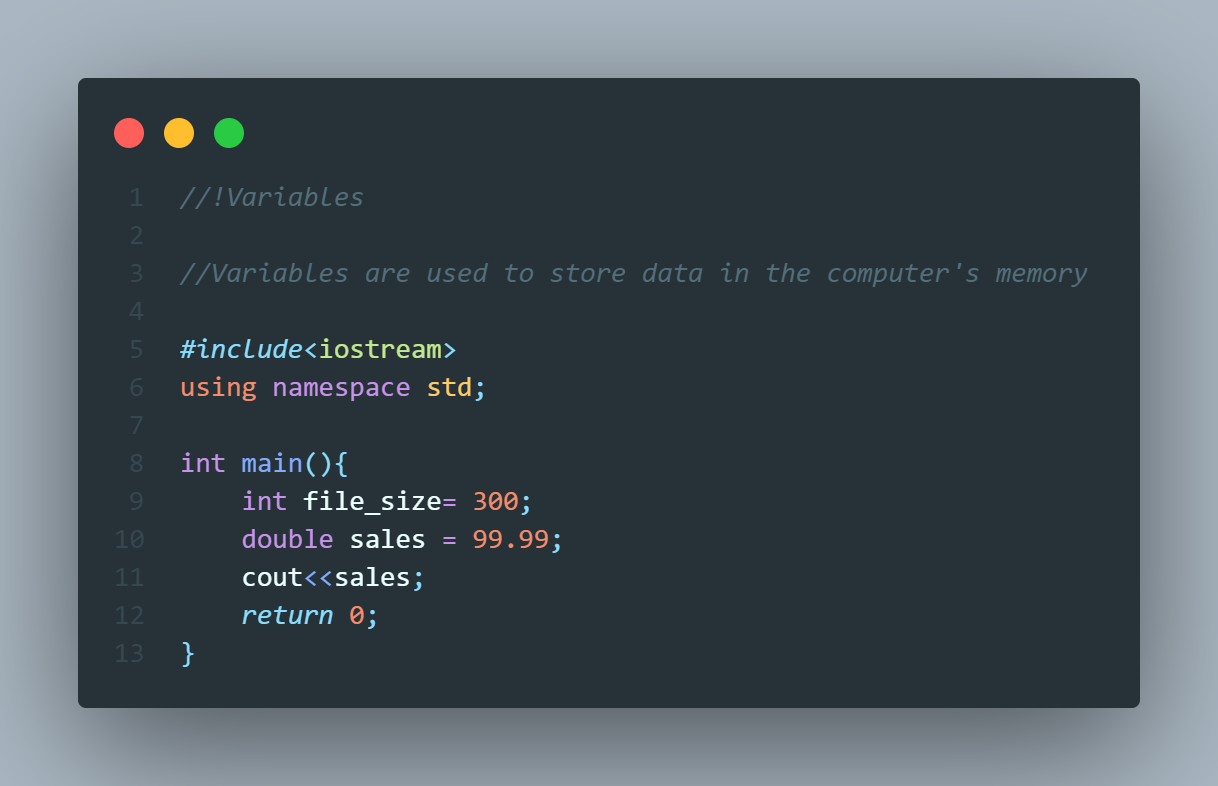 1 //!Variables
2
3 //Variables are used to store data in the computer's memory
4
5 #include<iostream>
6 using namespace std;
7
8 int main(){
9     int file_size= 300;
10     double sales = 99.99;
11     cout<<sales;
12     return 0;
13 }